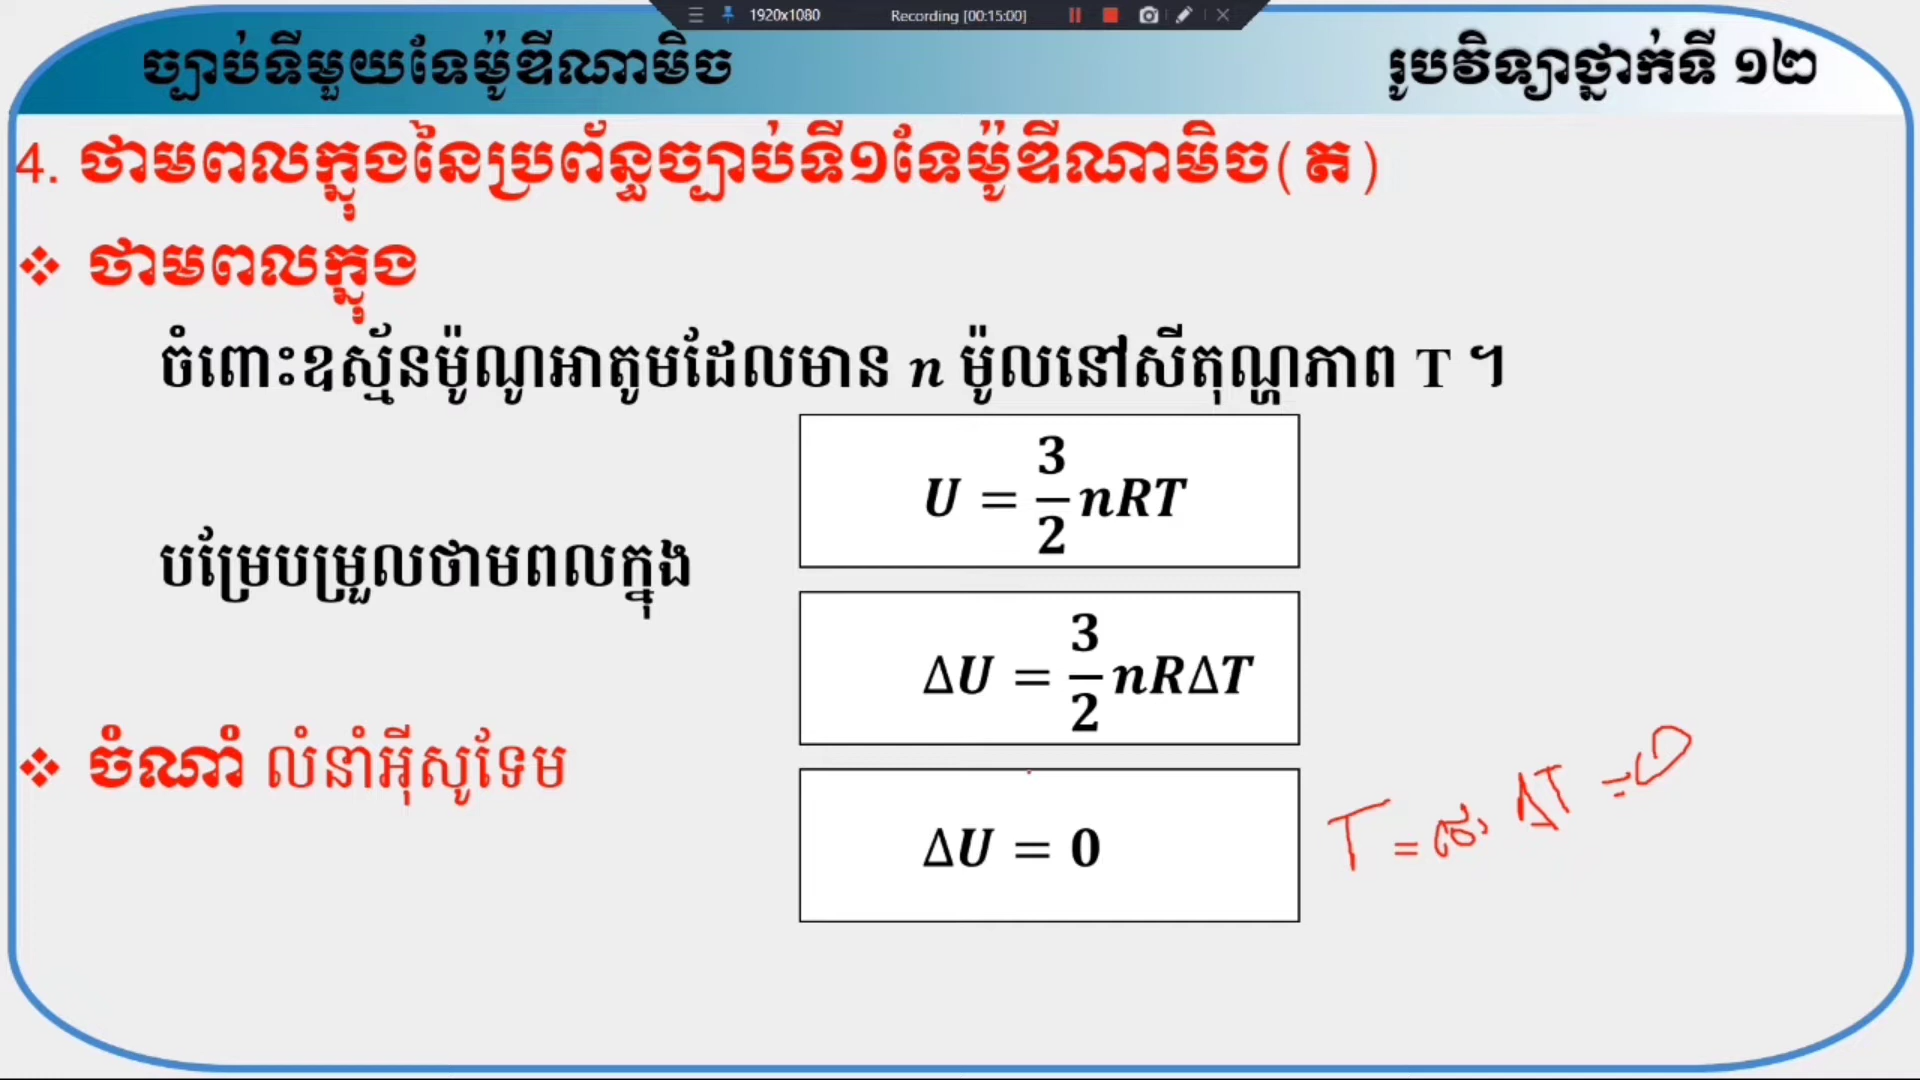 1920x1080 Recording [00:15:00]
ច្បាប់ទីមួយទែម៉ូឌីណាមិច
រូបវិទ្យាថ្នាក់ទី ១២
4. ថាមពលក្នុងនៃប្រព័ន្ធច្បាប់ទី១ទែម៉ូឌីណាមិច(ត)
❖ ថាមពលក្នុង
ចំពោះឧស្ម័នម៉ូណូអាតូមដែលមាន n ម៉ូលនៅសីតុណ្ហភាព T ។
U = 3/2 nRT
បម្រែបម្រួលថាមពលក្នុង
ΔU = 3/2 nRΔT
❖ ចំណាំ លំនាំអ៊ីសូទែម
ΔU = 0
T = ថេរ ΔT = 0